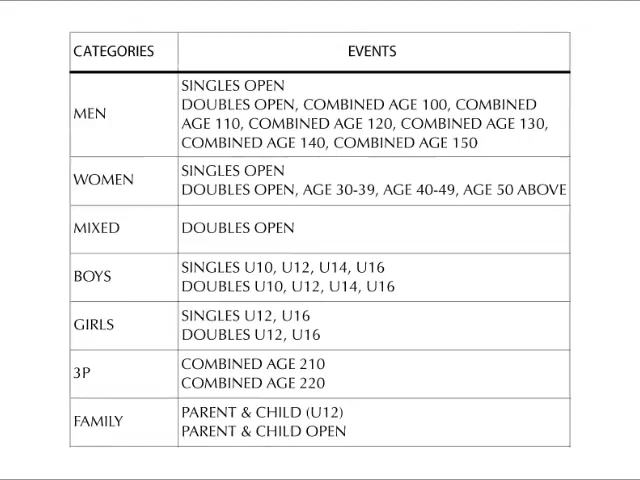 CATEGORIES EVENTS
MEN
SINGLES OPEN
DOUBLES OPEN, COMBINED AGE 100, COMBINED
AGE 110, COMBINED AGE 120, COMBINED AGE 130,
COMBINED AGE 140, COMBINED AGE 150
WOMEN
SINGLES OPEN
DOUBLES OPEN, AGE 30-39, AGE 40-49, AGE 50 ABOVE
MIXED
DOUBLES OPEN
BOYS
SINGLES U10, U12, U14, U16
DOUBLES U10, U12, U14, U16
GIRLS
SINGLES U12, U16
DOUBLES U12, U16
3P
COMBINED AGE 210
COMBINED AGE 220
FAMILY
PARENT & CHILD (U12)
PARENT & CHILD OPEN